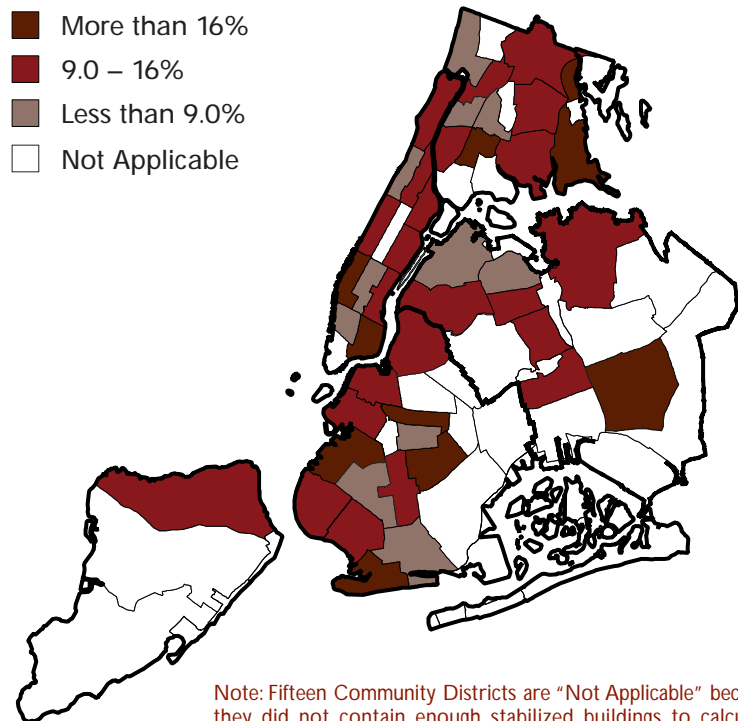 More than 16%
9.0 – 16%
Less than 9.0%
Not Applicable
Note: Fifteen Community Districts are “Not Applicable”
they did not contain enough stabilized buildings to